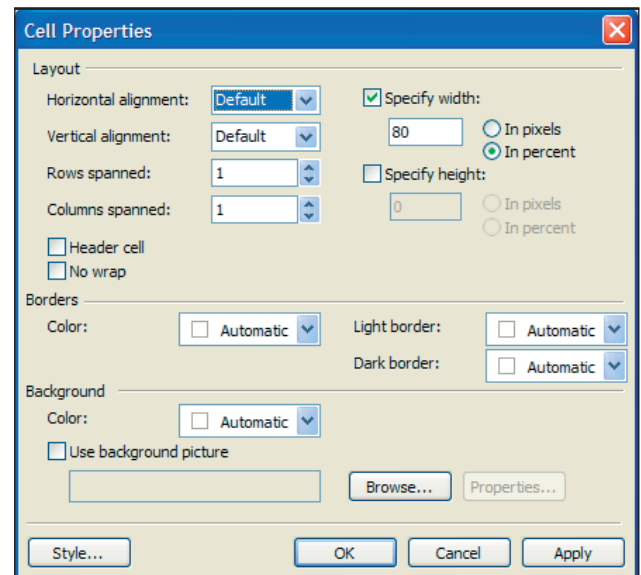 Cell Properties
Layout
Horizontal alignment: Default
Specify width:
Vertical alignment: Default
80
In pixels
In percent
Rows spanned: 1
Specify height:
Columns spanned: 1
0
In pixels
In percent
Header cell
No wrap
Borders
Color: Automatic
Light border: Automatic
Dark border: Automatic
Background
Color: Automatic
Use background picture
Browse... Properties...
Style... OK Cancel Apply